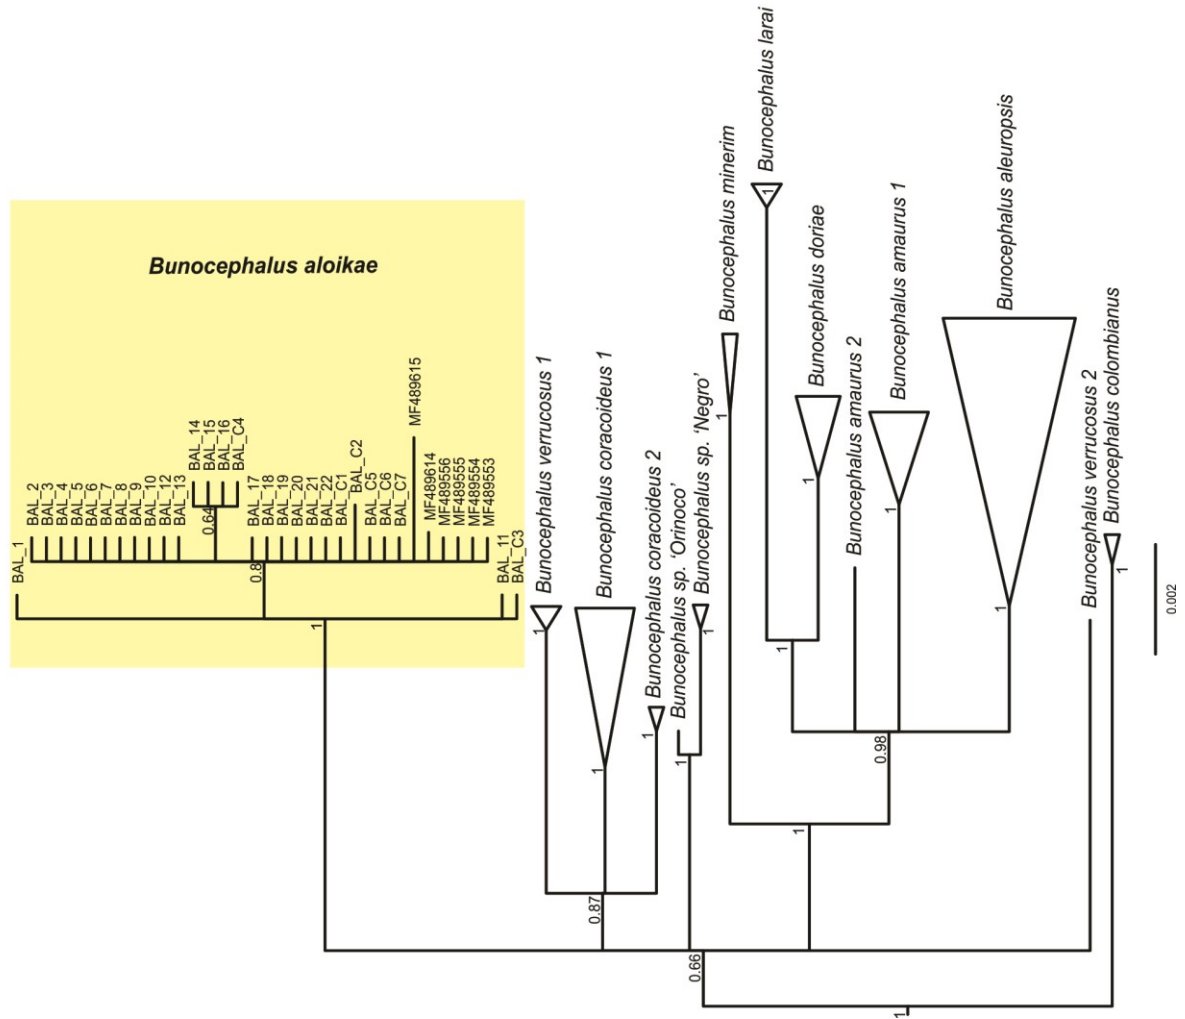 Bunocephalus aloikae
BAL_1
BAL_2
BAL_3
BAL_4
BAL_5
BAL_6
BAL_7
BAL_8
BAL_9
BAL_10
BAL_12
BAL_13
BAL_14
BAL_15
BAL_16
BAL_C4
0.64
BAL_17
BAL_18
BAL_19
BAL_20
BAL_21
BAL_22
BAL_C1
BAL_C2
BAL_C5
BAL_C6
BAL_C7
MF489614
MF489615
MF489556
MF489555
MF489554
MF489553
0.8
BAL_11
BAL_C3
1
Bunocephalus verrucosus 1
1
Bunocephalus coracoideus 1
1
Bunocephalus coracoideus 2
1
0.87
Bunocephalus sp. 'Orinoco'
Bunocephalus sp. 'Negro'
1
1
Bunocephalus minerim
1
Bunocephalus larai
1
Bunocephalus doriae
1
1
Bunocephalus amaurus 2
Bunocephalus amaurus 1
1
Bunocephalus aleuropsis
1
0.98
1
Bunocephalus verrucosus 2
0.66
Bunocephalus colombianus
1
1
0.002